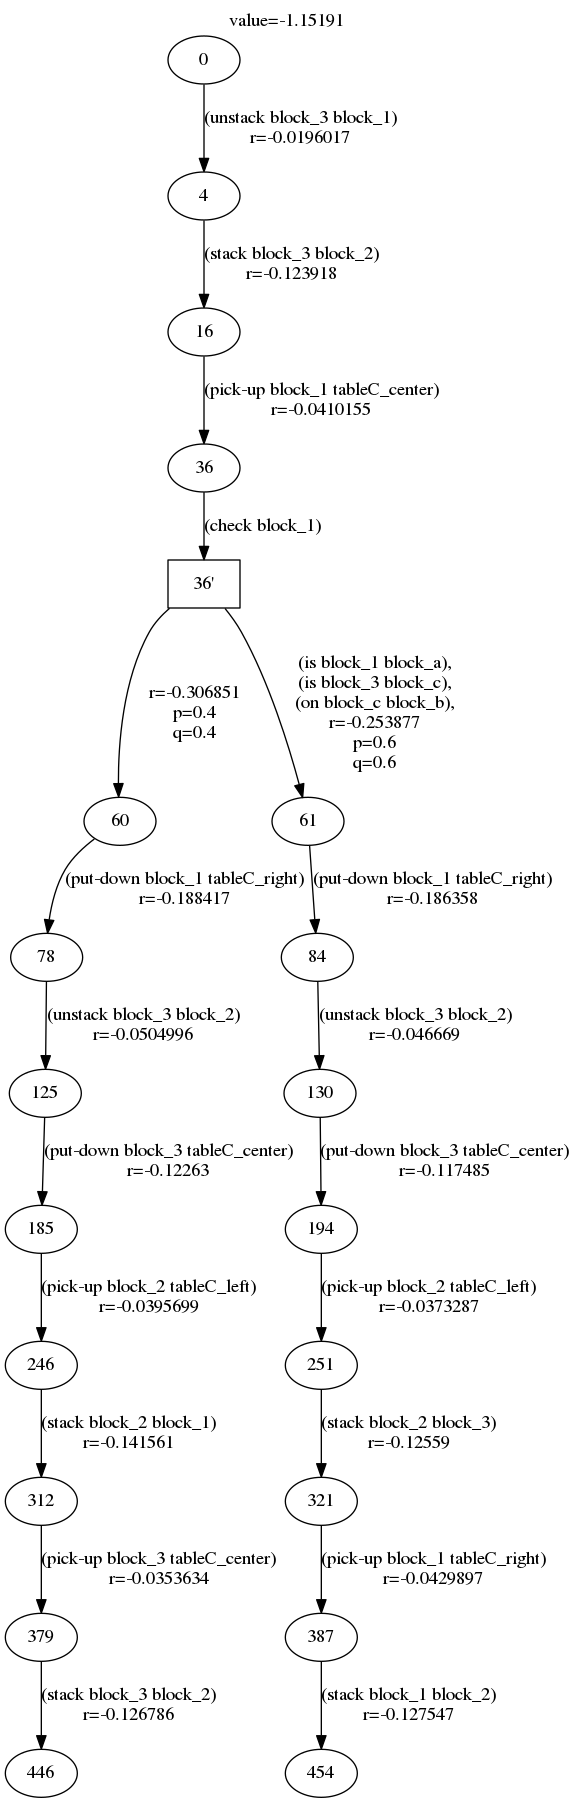 value=-1.15191
0
(unstack block_3 block_1)
r=-0.0196017
4
(stack block_3 block_2)
r=-0.123918
16
(pick-up block_1 tableC_center)
r=-0.0410155
36
(check block_1)
36'
r=-0.306851
p=0.4
q=0.4
(is block_1 block_a),
(is block_3 block_c),
(on block_c block_b),
r=-0.253877
p=0.6
q=0.6
60
61
(put-down block_1 tableC_right)
r=-0.188417
(put-down block_1 tableC_right)
r=-0.186358
78
84
(unstack block_3 block_2)
r=-0.0504996
(unstack block_3 block_2)
r=-0.046669
125
130
(put-down block_3 tableC_center)
r=-0.12263
(put-down block_3 tableC_center)
r=-0.117485
185
194
(pick-up block_2 tableC_left)
r=-0.0395699
(pick-up block_2 tableC_left)
r=-0.0373287
246
251
(stack block_2 block_1)
r=-0.141561
(stack block_2 block_3)
r=-0.12559
312
321
(pick-up block_3 tableC_center)
r=-0.0353634
(pick-up block_1 tableC_right)
r=-0.0429897
379
387
(stack block_3 block_2)
r=-0.126786
(stack block_1 block_2)
r=-0.127547
446
454